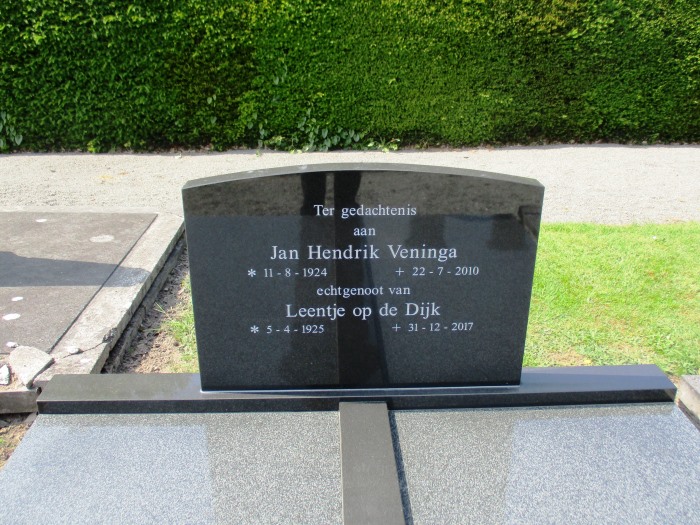 Ter gedachtenis
aan
Jan Hendrik Veninga
* 11 - 8 - 1924 + 22 - 7 - 2010
echtgenoot van
Leentje op de Dijk
* 5 - 4 - 1925 + 31 - 12 - 2017